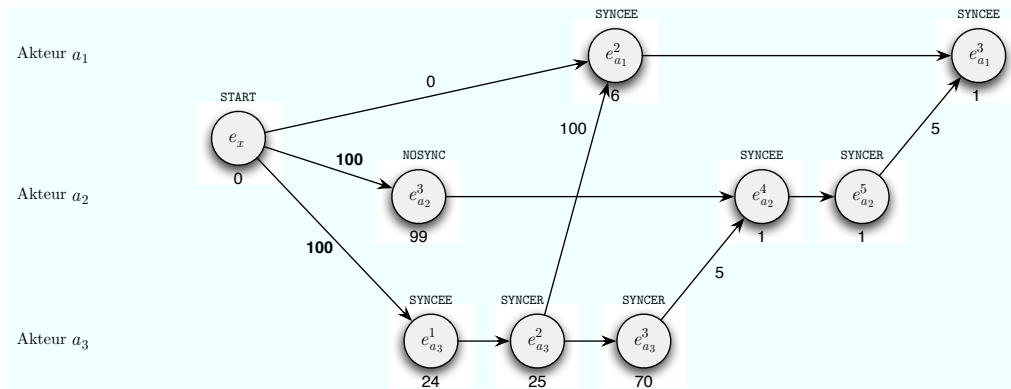 SYNCEE SYNCEE
Akteur a₁ e²ₐ₁ e³ₐ₁
0 6 1
START
100 5
eₓ 100 NOSYNC SYNCEE SYNCER
0
Akteur a₂ e³ₐ₂ e⁴ₐ₂ e⁵ₐ₂
99 1 1
100
5
SYNCEE SYNCER SYNCER
Akteur a₃ e¹ₐ₃ e²ₐ₃ e³ₐ₃
24 25 70